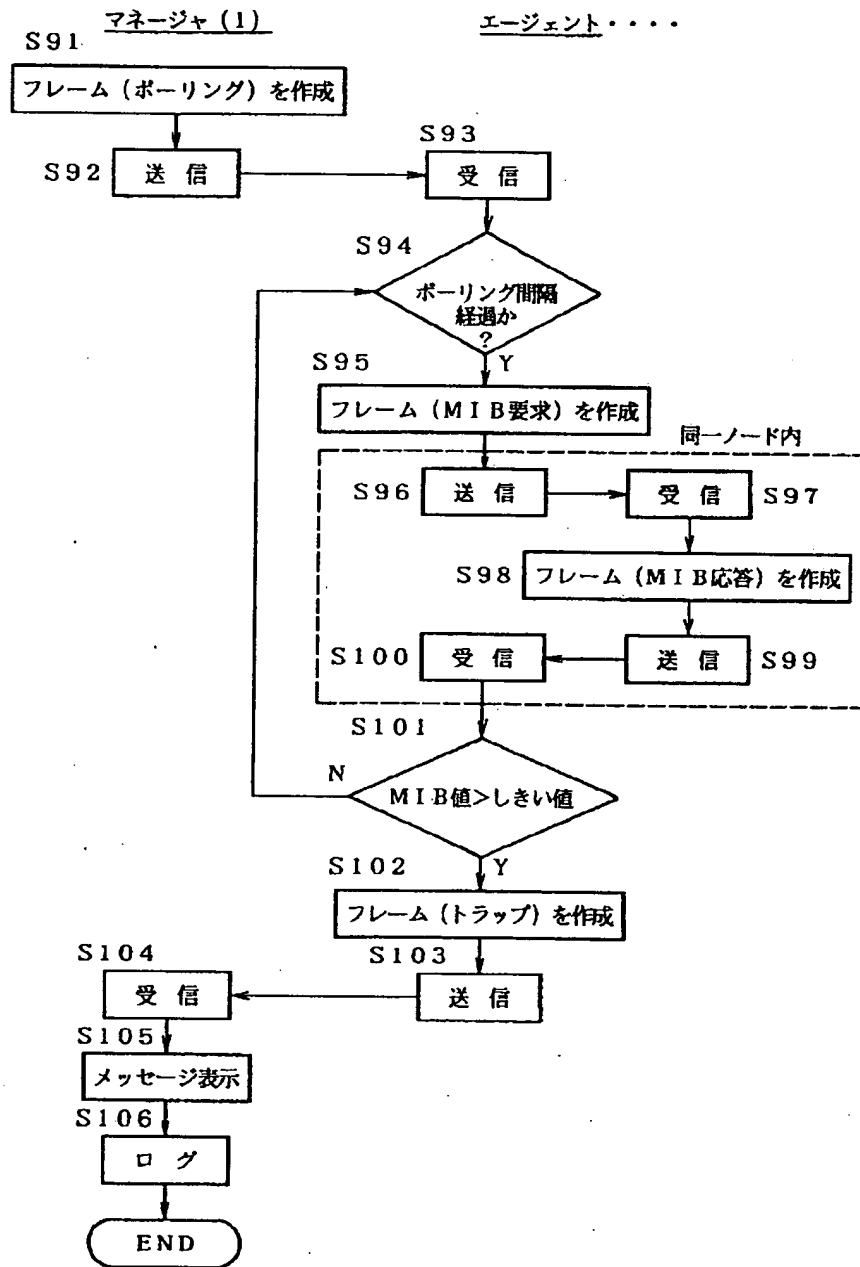 マネージャ (1)
エージェント・・・・
S91
フレーム (ポーリング) を作成
S92
送 信
S93
受 信
S94
ポーリング間隔
経過か
?
Y
S95
フレーム (MIB要求) を作成
同一ノード内
S96
送 信
受 信
S97
S98
フレーム (MIB応答) を作成
S100
受 信
送 信
S99
S101
N
MIB値>しきい値
Y
S102
フレーム (トラップ) を作成
S103
送 信
S104
受 信
S105
メッセージ表示
S106
ロ グ
END